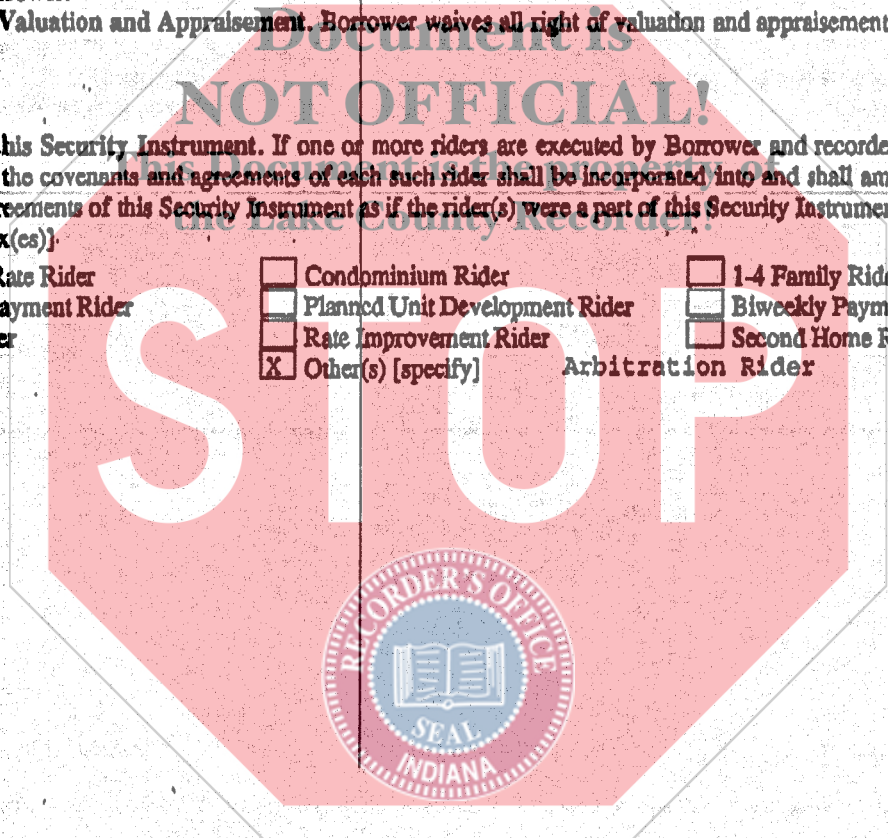 Valuation and Appraisement. Borrower waives all right of valuation and appraisement
Document is
NOT OFFICIAL!
This Document is the property of
the Lake County Recorder!
his Security Instrument. If one or more riders are executed by Borrower and recorde
the covenants and agreements of each such rider shall be incorporated into and shall am
reements of this Security Instrument as if the rider(s) were a part of this Security Instrumen
x(es)].
Rate Rider
Condominium Rider
1-4 Family Ride
ayment Rider
Planned Unit Development Rider
Biweekly Paym
er
Rate Improvement Rider
Second Home R
X Other(s) [specify] Arbitration Rider
STOP
RECORDER'S OFFICE
SEAL
INDIANA